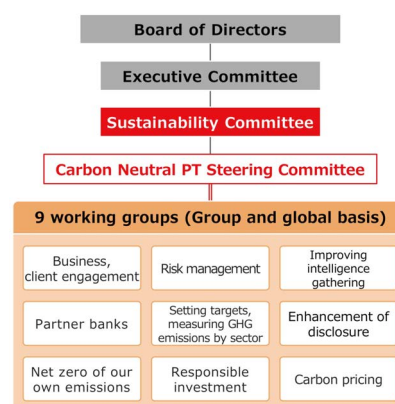 Board of Directors
Executive Committee
Sustainability Committee
Carbon Neutral PT Steering Committee
9 working groups (Group and global basis)
Business,
client engagement
Risk management
Improving
intelligence
gathering
Partner banks
Setting targets,
measuring GHG
emissions by sector
Enhancement of
disclosure
Net zero of our
own emissions
Responsible
investment
Carbon pricing